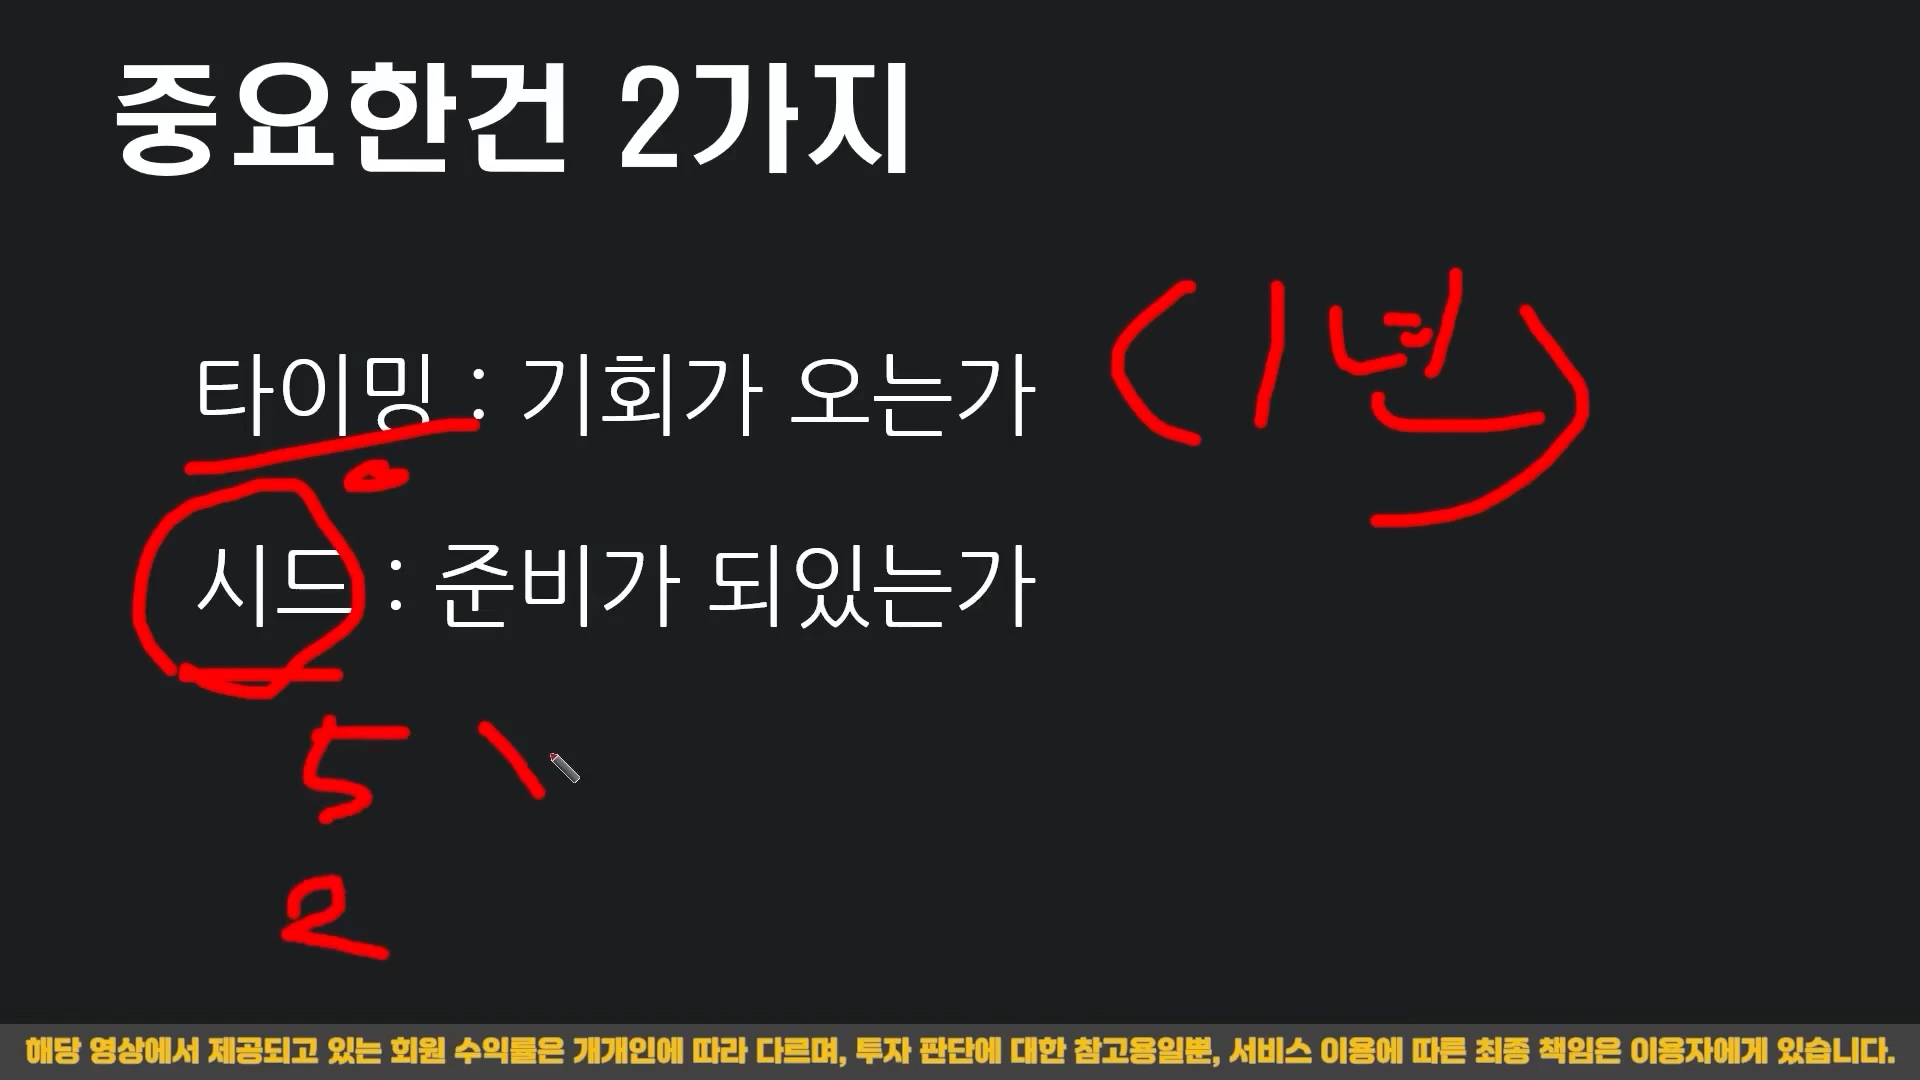 중요한건 2가지
타이밍 : 기회가 오는가 (1년)
시드 : 준비가 되있는가
5 \
2
해당 영상에서 제공되고 있는 회원 수익률은 개개인에 따라 다르며, 투자 판단에 대한 참고용일뿐, 서비스 이용에 따른 최종 책임은 이용자에게 있습니다.